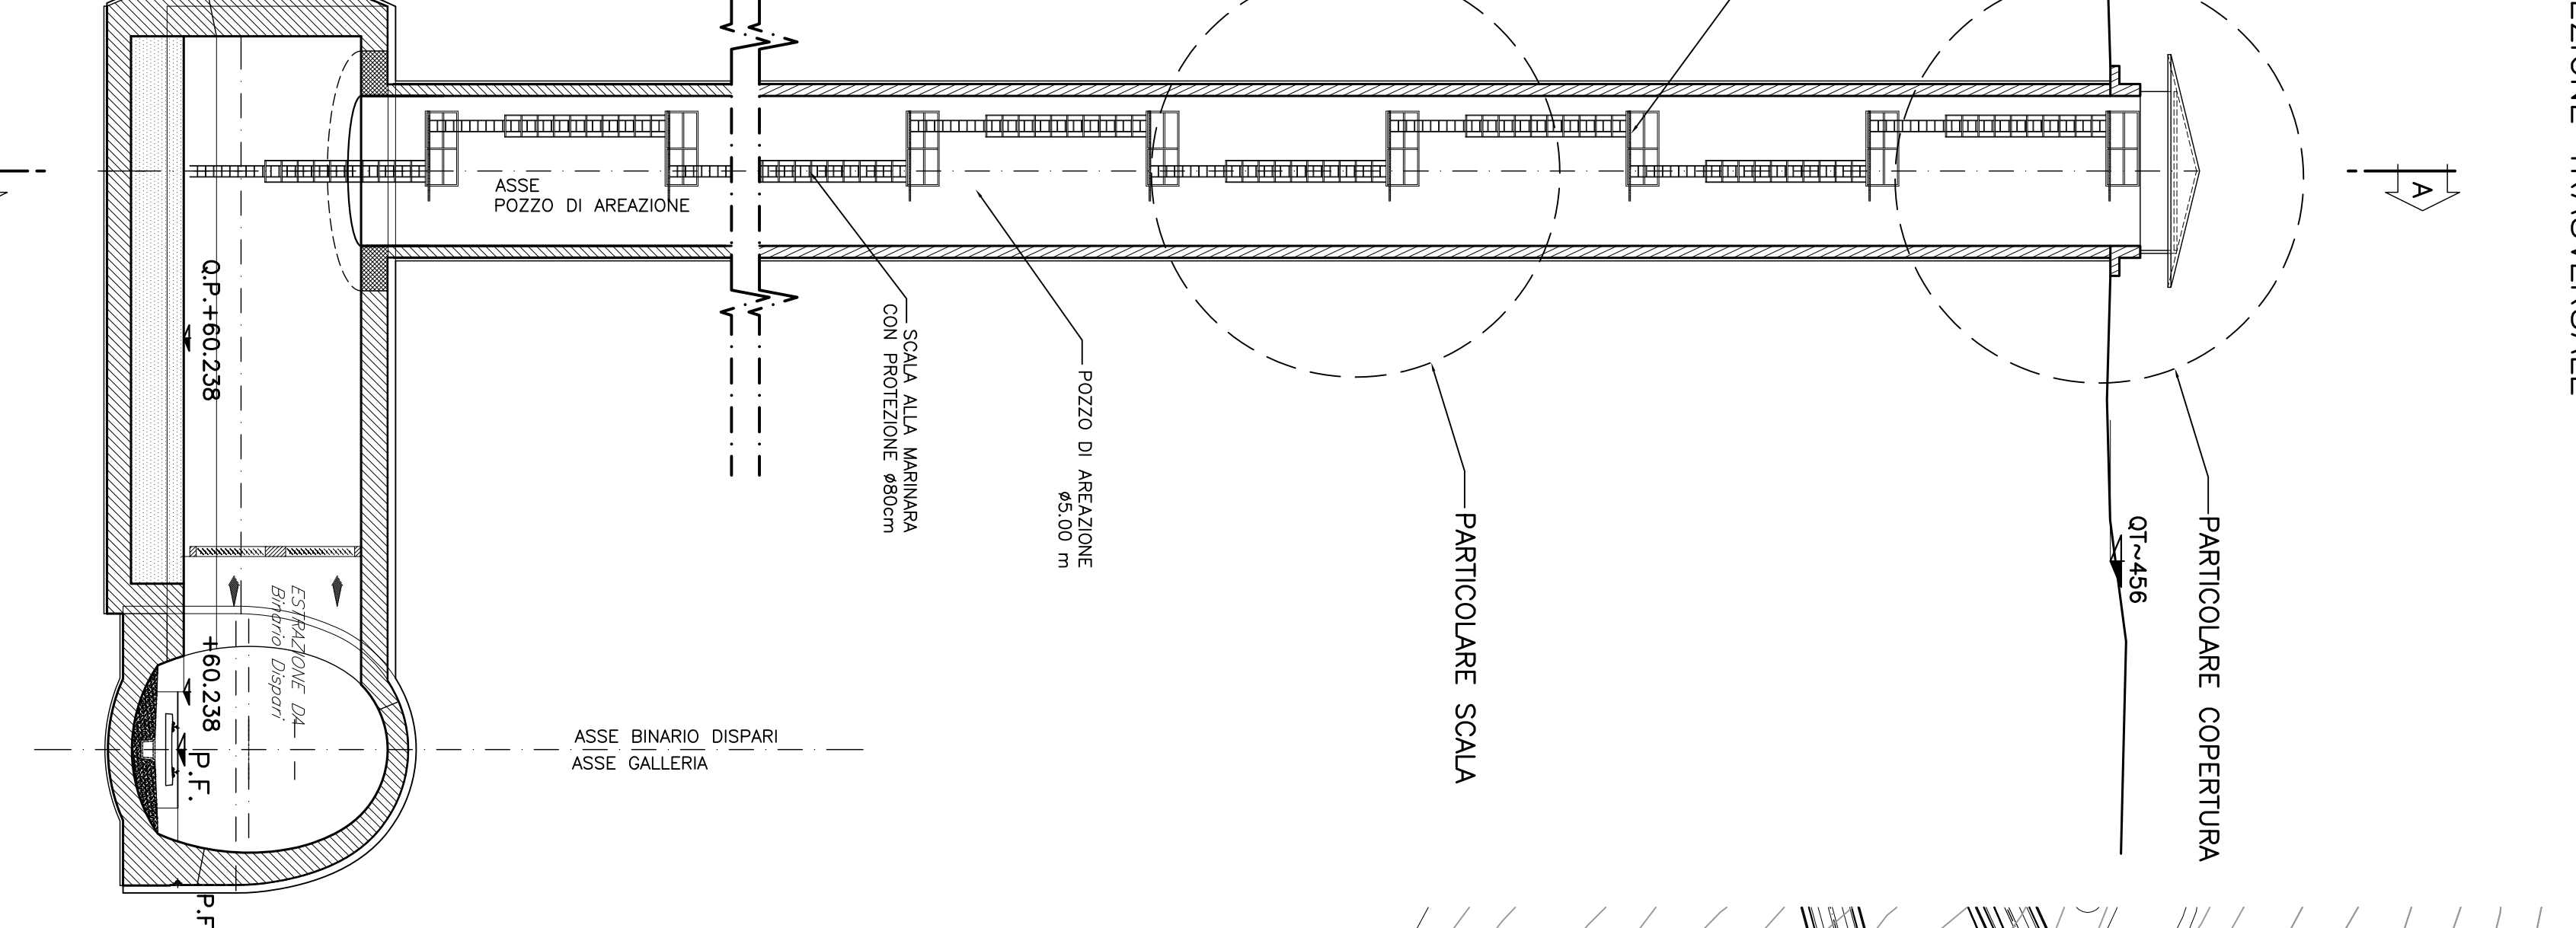 ASSE
POZZO DI AREAZIONE
Q.P.+60.238
SCALA ALLA MARINARA
CON PROTEZIONE ø80cm
POZZO DI AREAZIONE
ø5.00 m
PARTICOLARE SCALA
PARTICOLARE COPERTURA
QT~456
A
ESTRAZIONE DA
Binario Dispari
+60.238
P.F.
ASSE BINARIO DISPARI
ASSE GALLERIA
P.F